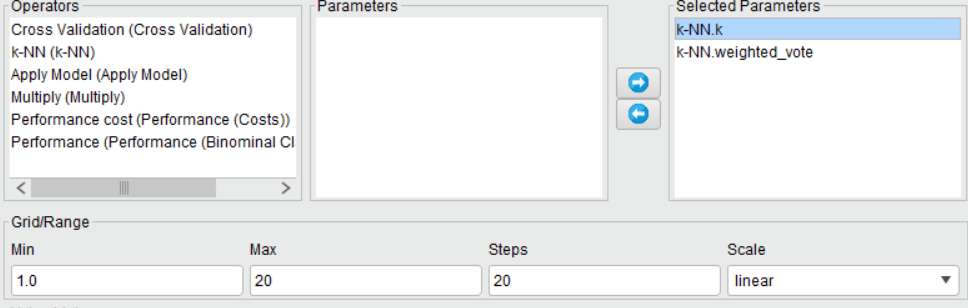 Operators
Cross Validation (Cross Validation)
k-NN (k-NN)
Apply Model (Apply Model)
Multiply (Multiply)
Performance cost (Performance (Costs))
Performance (Performance (Binominal Cl
Parameters
Selected Parameters
k-NN.k
k-NN.weighted_vote
Grid/Range
Min Max Steps Scale
1.0 20 20 linear